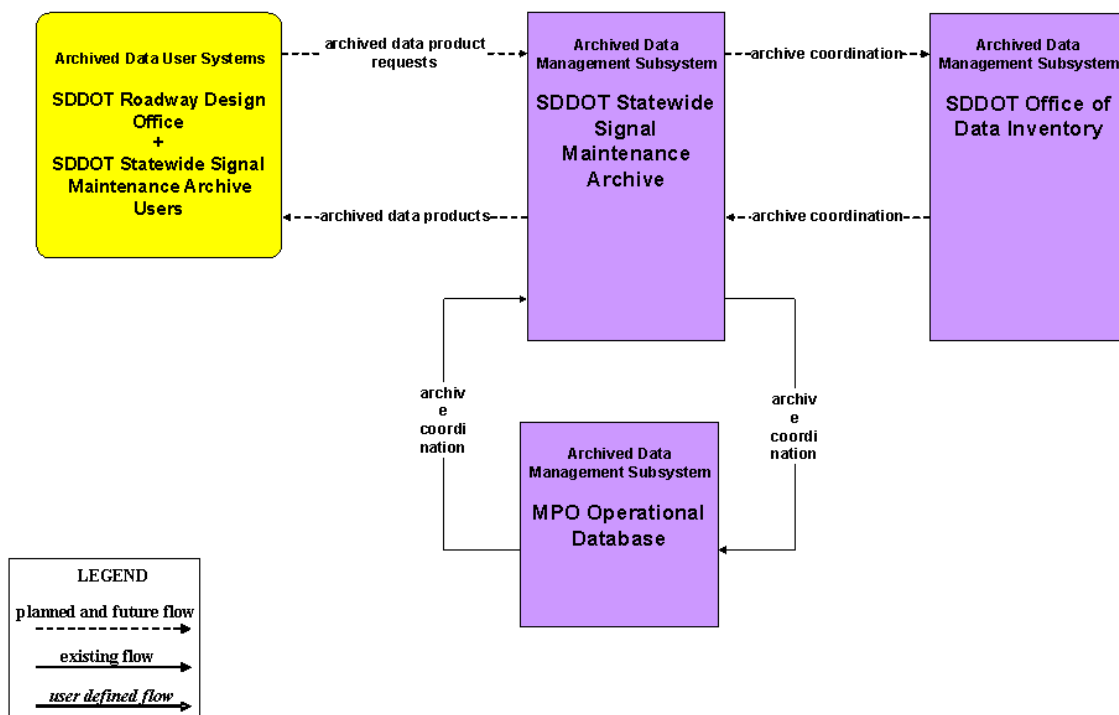 Archived Data User Systems
SDDOT Roadway Design
Office
+
SDDOT Statewide Signal
Maintenance Archive
Users
archived data product
requests
archived data products
Archived Data
Management Subsystem
SDDOT Statewide
Signal
Maintenance
Archive
archive coordination
archive coordination
Archived Data
Management Subsystem
SDDOT Office of
Data Inventory
archiv
e
coordi
nation
archiv
e
coordi
nation
Archived Data
Management Subsystem
MPO Operational
Database
LEGEND
planned and future flow
existing flow
user defined flow